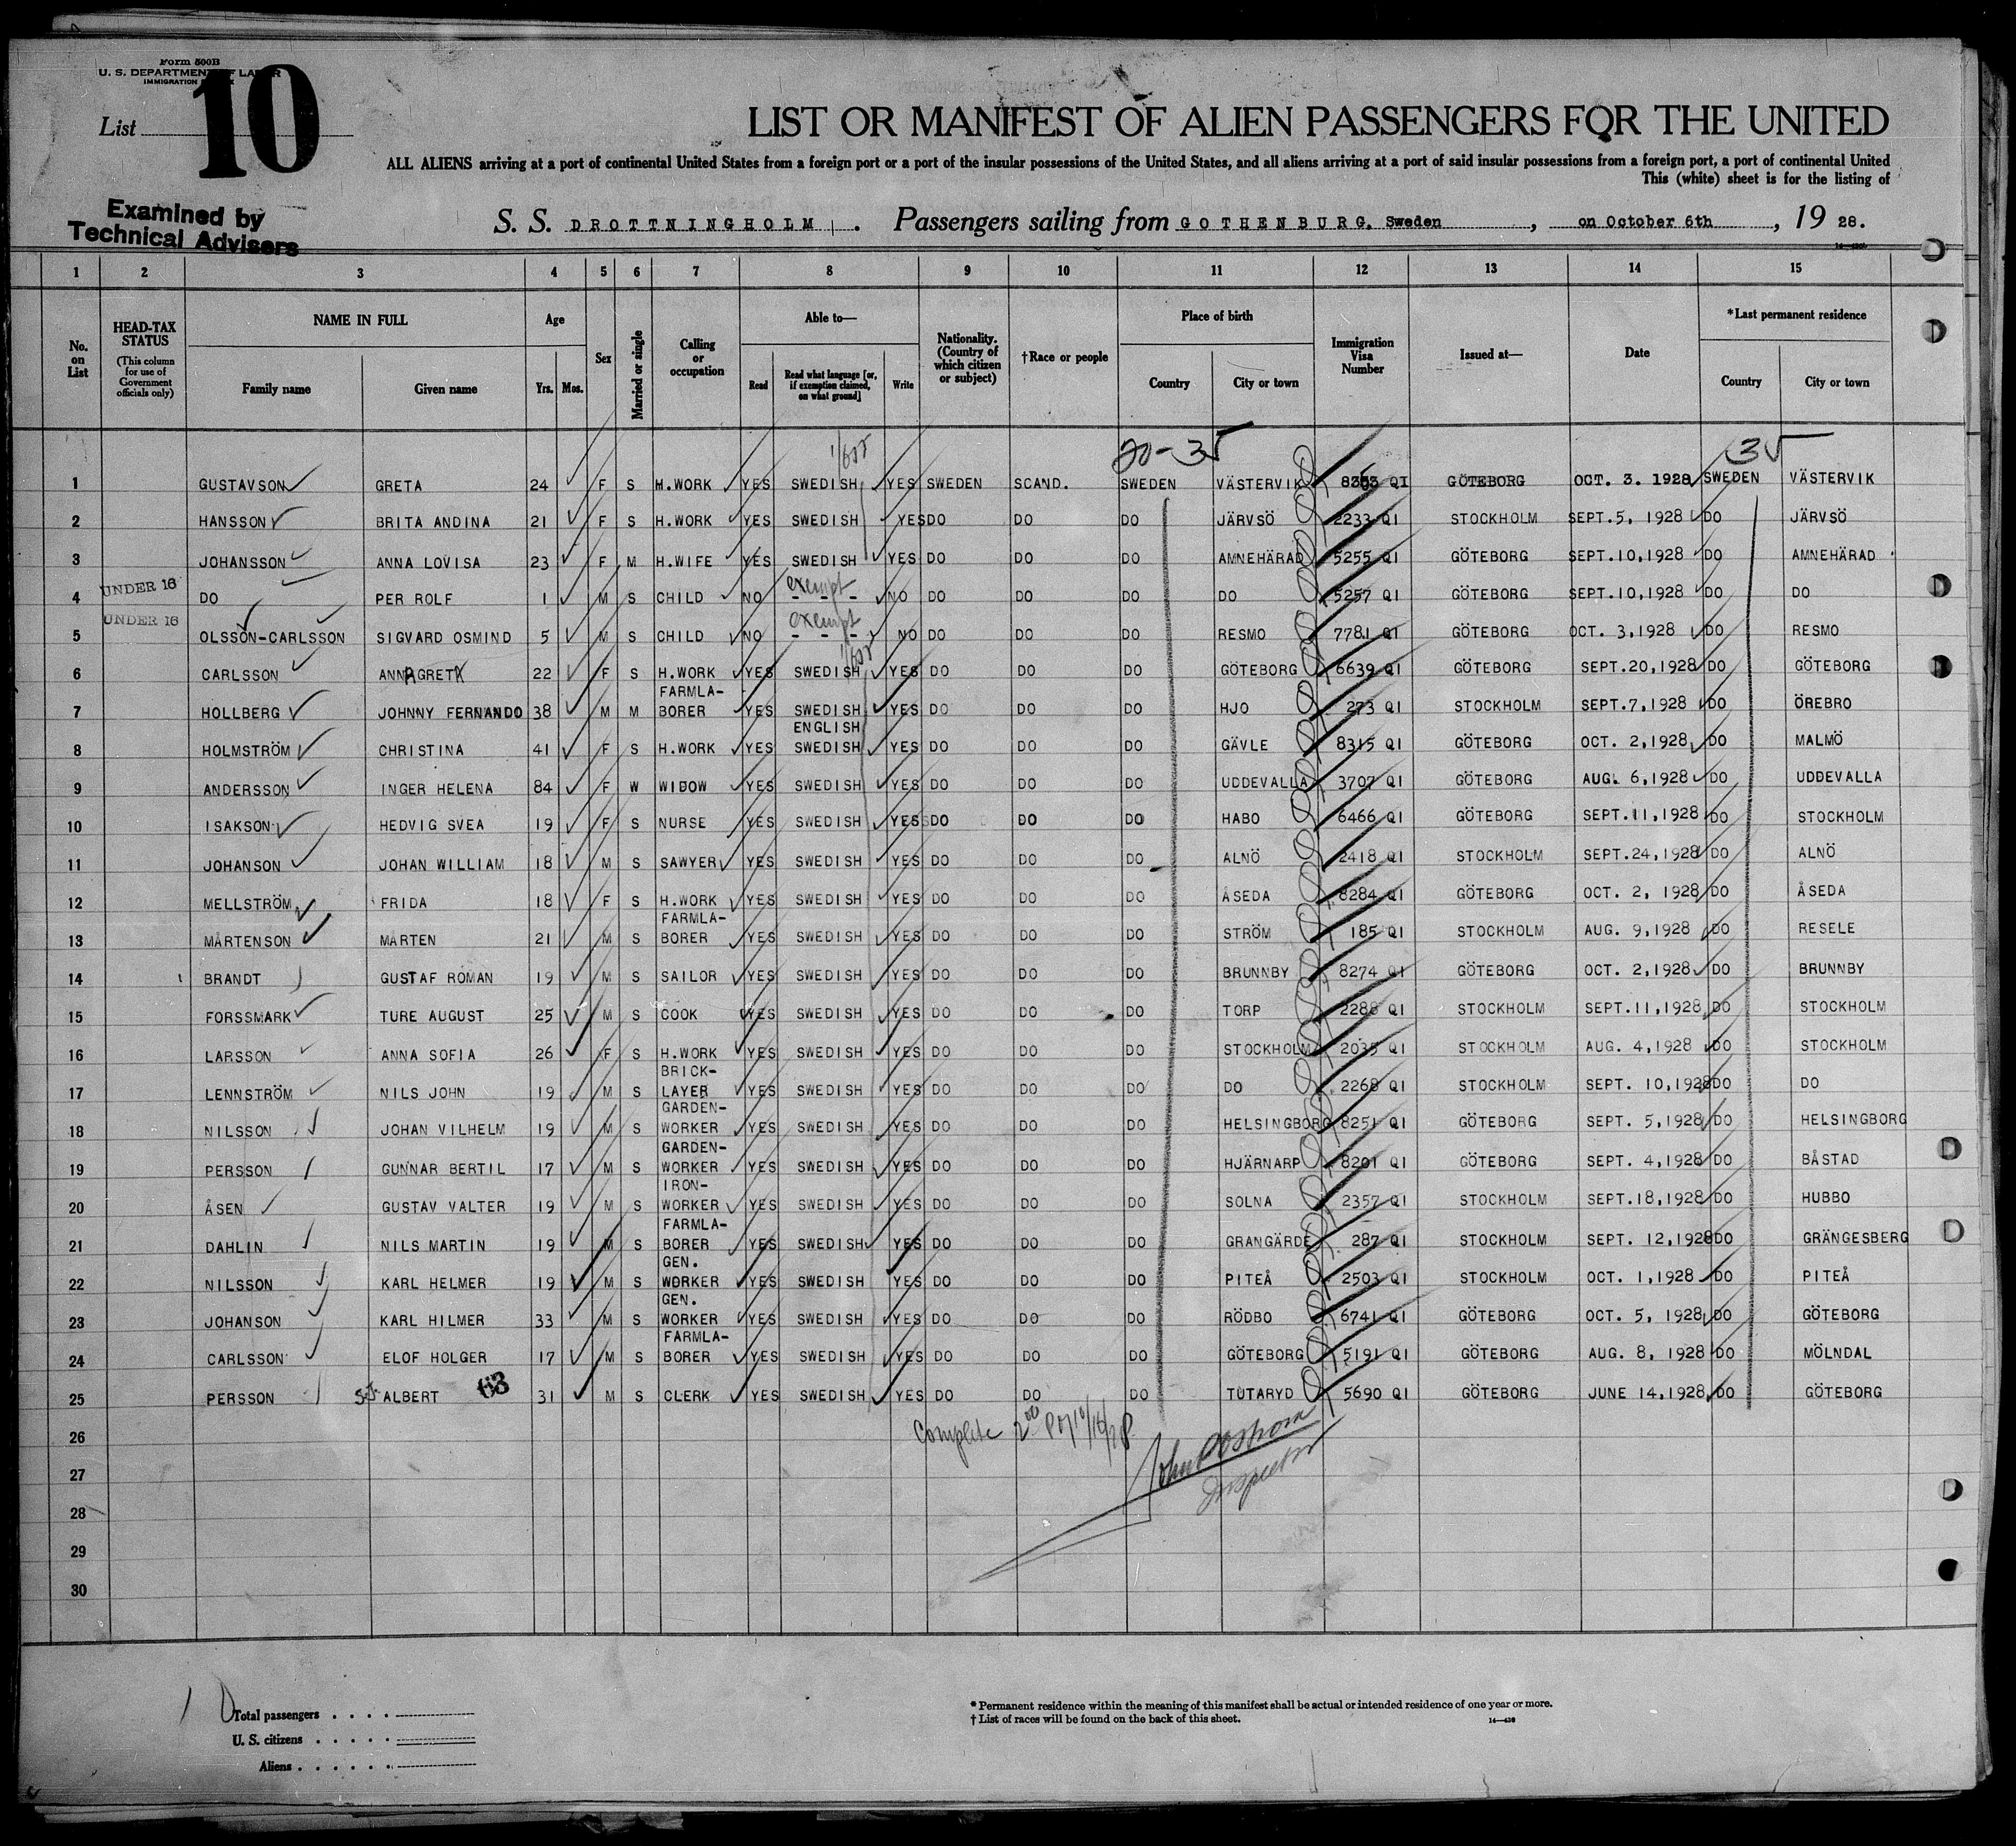 Form 500B
U. S. DEPARTMENT OF LABOR
IMMIGRATION
List 10
LIST OR MANIFEST OF ALIEN PASSENGERS FOR THE UNITED
ALL ALIENS arriving at a port of continental United States from a foreign port or a port of the insular possessions of the United States, and all aliens arriving at a port of said insular possessions from a foreign port, a port of continental United
This (white) sheet is for the listing of
Examined by
Technical Advisers
S. S. DROTTNINGHOLM. Passengers sailing from GOTHENBURG, Sweden, on October 6th, 19 28.
1 2 3 4 5 6 7 8 9 10 11 12 13 14 15
No. on List
HEAD-TAX STATUS (This column for use of Government officials only)
NAME IN FULL Family name Given name
Age Yrs. Mos.
Sex
Married or single
Calling or occupation
Able to— Read Read what language [or, if exemption claimed, on what ground] Write
Nationality. (Country of which citizen or subject)
†Race or people
Place of birth Country City or town
Immigration Visa Number
Issued at—
Date
*Last permanent residence Country City or town
20-35 35
1 GUSTAVSON GRETA 24 F S H.WORK YES SWEDISH YES SWEDEN SCAND. SWEDEN VÄSTERVIK QI GÖTEBORG OCT. 3. 1928 SWEDEN VÄSTERVIK
2 HANSSON BRITA ANDINA 21 F S H.WORK YES SWEDISH YES DO DO DO JÄRVSÖ 2233 QI STOCKHOLM SEPT.5, 1928 DO JÄRVSÖ
3 JOHANSSON ANNA LOVISA 23 F M H.WIFE YES SWEDISH YES DO DO DO AMNEHÄRAD 5255 QI GÖTEBORG SEPT.10,1928 DO AMNEHÄRAD
4 UNDER 16 DO PER ROLF 1 M S CHILD NO exempt - - - NO DO DO DO DO 5257 QI GÖTEBORG SEPT.10,1928 DO DO
5 UNDER 16 OLSSON-CARLSSON SIGVARD OSMIND 5 M S CHILD NO exempt - - - NO DO DO DO RESMO 7781 QI GÖTEBORG OCT. 3,1928 DO RESMO
6 CARLSSON ANNA GRETA 22 F S H.WORK YES SWEDISH YES DO DO DO GÖTEBORG 6639 QI GÖTEBORG SEPT.20,1928 DO GÖTEBORG
7 HOLLBERG JOHNNY FERNANDO 38 M M FARMLA-BORER YES SWEDISH YES DO DO DO HJO 273 QI STOCKHOLM SEPT.7,1928 DO ÖREBRO
8 HOLMSTRÖM CHRISTINA 41 F S H.WORK YES ENGLISH SWEDISH YES DO DO DO GÄVLE 8315 QI GÖTEBORG OCT. 2,1928 DO MALMÖ
9 ANDERSSON INGER HELENA 84 F W WIDOW YES SWEDISH YES DO DO DO UDDEVALLA 3707 QI GÖTEBORG AUG. 6,1928 DO UDDEVALLA
10 ISAKSON HEDVIG SVEA 19 F S NURSE YES SWEDISH YES DO DO DO HABO 6466 QI GÖTEBORG SEPT.11,1928 DO STOCKHOLM
11 JOHANSON JOHAN WILLIAM 18 M S SAWYER YES SWEDISH YES DO DO DO ALNÖ 2418 QI STOCKHOLM SEPT.24,1928 DO ALNÖ
12 MELLSTRÖM FRIDA 18 F S H.WORK YES SWEDISH YES DO DO DO ÅSEDA 8284 QI GÖTEBORG OCT. 2, 1928 DO ÅSEDA
13 MÅRTENSON MÅRTEN 21 M S FARMLA-BORER YES SWEDISH YES DO DO DO STRÖM 185 QI STOCKHOLM AUG. 9,1928 DO RESELE
14 BRANDT GUSTAF ROMAN 19 M S SAILOR YES SWEDISH YES DO DO DO BRUNNBY 8274 QI GÖTEBORG OCT. 2,1928 DO BRUNNBY
15 FORSSMARK TURE AUGUST 25 M S COOK YES SWEDISH YES DO DO DO TORP 2286 QI STOCKHOLM SEPT.11,1928 DO STOCKHOLM
16 LARSSON ANNA SOFIA 26 F S H.WORK YES SWEDISH YES DO DO DO STOCKHOLM 2035 QI STOCKHOLM AUG. 4,1928 DO STOCKHOLM
17 LENNSTRÖM NILS JOHN 19 M S BRICK-LAYER YES SWEDISH YES DO DO DO DO 2268 QI STOCKHOLM SEPT. 10,1928 DO DO
18 NILSSON JOHAN VILHELM 19 M S GARDEN-WORKER YES SWEDISH YES DO DO DO HELSINGBORG 8251 QI GÖTEBORG SEPT. 5,1928 DO HELSINGBORG
19 PERSSON GUNNAR BERTIL 17 M S GARDEN-WORKER YES SWEDISH YES DO DO DO HJÄRNARP 8201 QI GÖTEBORG SEPT. 4,1928 DO BÅSTAD
20 ÅSEN GUSTAV VALTER 19 M S IRON-WORKER YES SWEDISH YES DO DO DO SOLNA 2357 QI STOCKHOLM SEPT.18,1928 DO HUBBO
21 DAHLIN NILS MARTIN 19 M S FARMLA-BORER YES SWEDISH YES DO DO DO GRANGÄRDE 287 QI STOCKHOLM SEPT. 12,1928 DO GRÄNGESBERG
22 NILSSON KARL HELMER 19 M S GEN. WORKER YES SWEDISH YES DO DO DO PITEÅ 2503 QI STOCKHOLM OCT. 1,1928 DO PITEÅ
23 JOHANSON KARL HILMER 33 M S GEN. WORKER YES SWEDISH YES DO DO DO RÖDBO 6741 QI GÖTEBORG OCT. 5, 1928 DO GÖTEBORG
24 CARLSSON ELOF HOLGER 17 M S FARMLA-BORER YES SWEDISH YES DO DO DO GÖTEBORG 5191 QI GÖTEBORG AUG. 8, 1928 DO MÖLNDAL
25 PERSSON ALBERT 63 31 M S CLERK YES SWEDISH YES DO DO DO TUTARYD 5690 QI GÖTEBORG JUNE 14,1928 DO GÖTEBORG
26 Complete
27 Inspector
28
29
30
Total passengers
U. S. citizens
Aliens
* Permanent residence within the meaning of this manifest shall be actual or intended residence of one year or more.
† List of races will be found on the back of this sheet.